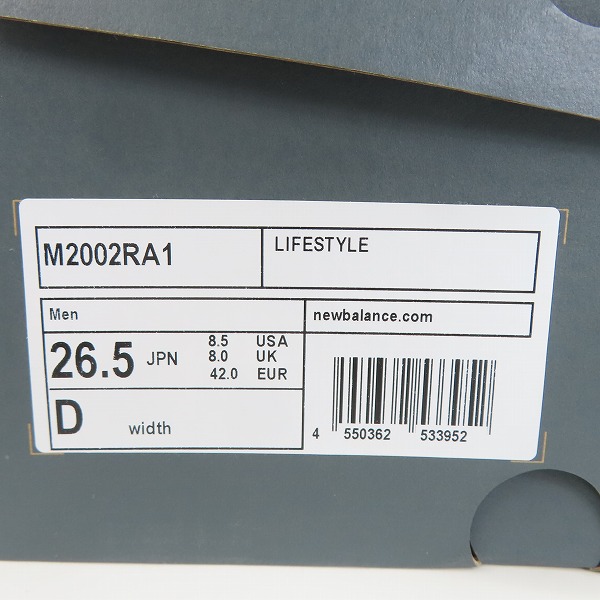 M2002RA1 LIFESTYLE
Men newbalance.com
26.5 JPN 8.5 USA
8.0 UK
42.0 EUR
D width
4 550362 533952